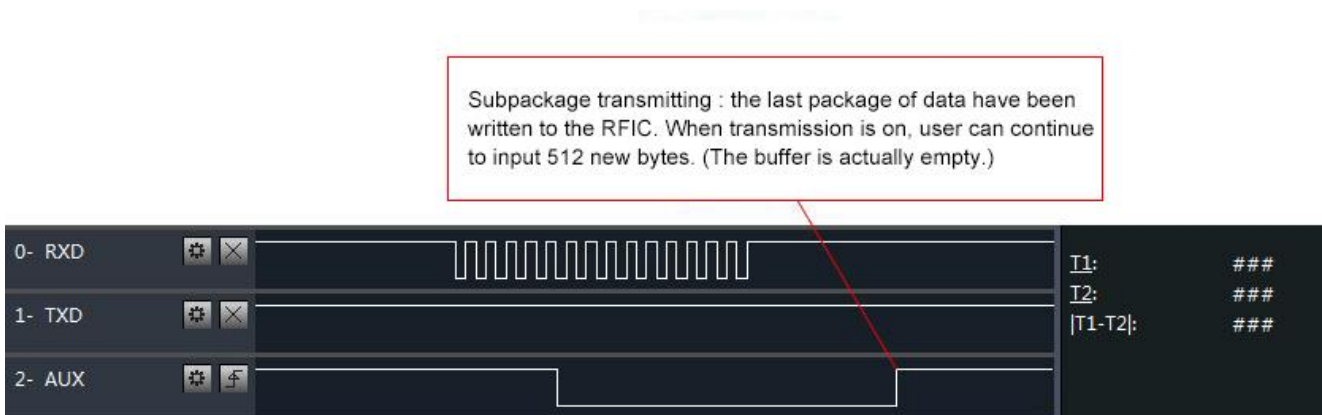 Subpackage transmitting : the last package of data have been
written to the RFIC. When transmission is on, user can continue
to input 512 new bytes. (The buffer is actually empty.)
0- RXD
1- TXD
2- AUX
T1: ###
T2: ###
|T1-T2|: ###